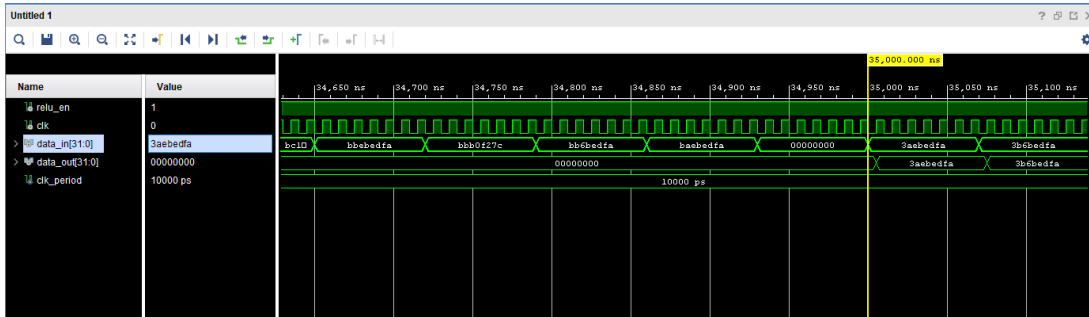 Untitled 1
35,000.000 ns
Name Value
34,650 ns 34,700 ns 34,750 ns 34,800 ns 34,850 ns 34,900 ns 34,950 ns 35,000 ns 35,050 ns 35,100 ns
relu_en 1
clk 0
data_in[31:0] 3aebedfa bbebedfa bbb0f27c bb6bedfa baebedfa 00000000 3aebedfa 3b6bedfa
data_out[31:0] 00000000 00000000 3aebedfa 3b6bedfa
clk_period 10000 ps 10000 ps